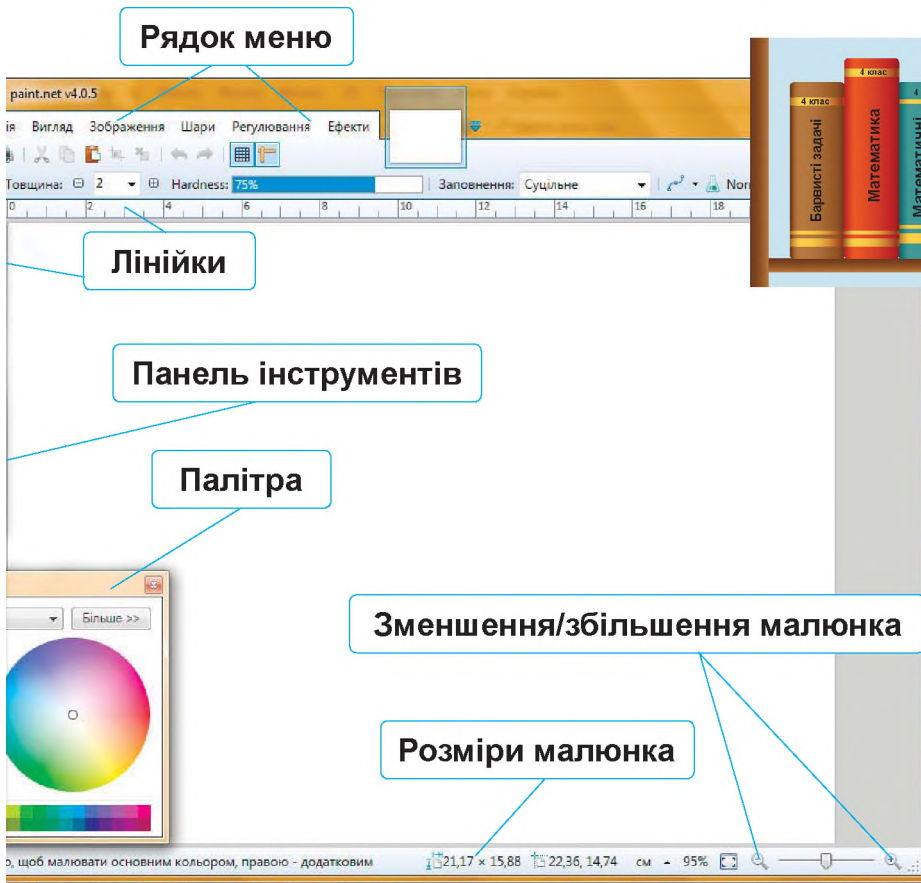 Рядок меню
paint.net v4.0.5
ія Вигляд Зображення Шари Регулювання Ефекти
Товщина: 2 Hardness: 75% Заповнення: Суцільне Nor
0 2 4 6 8 10 12 14 16 18
4 клас
Барвисті задачі
4 клас
Математика
4
Математичні
Лінійки
Панель інструментів
Палітра
Більше >>
Зменшення/збільшення малюнка
Розміри малюнка
о, щоб малювати основним кольором, правою - додатковим 21,17 × 15,88 22,36, 14,74 см 95%